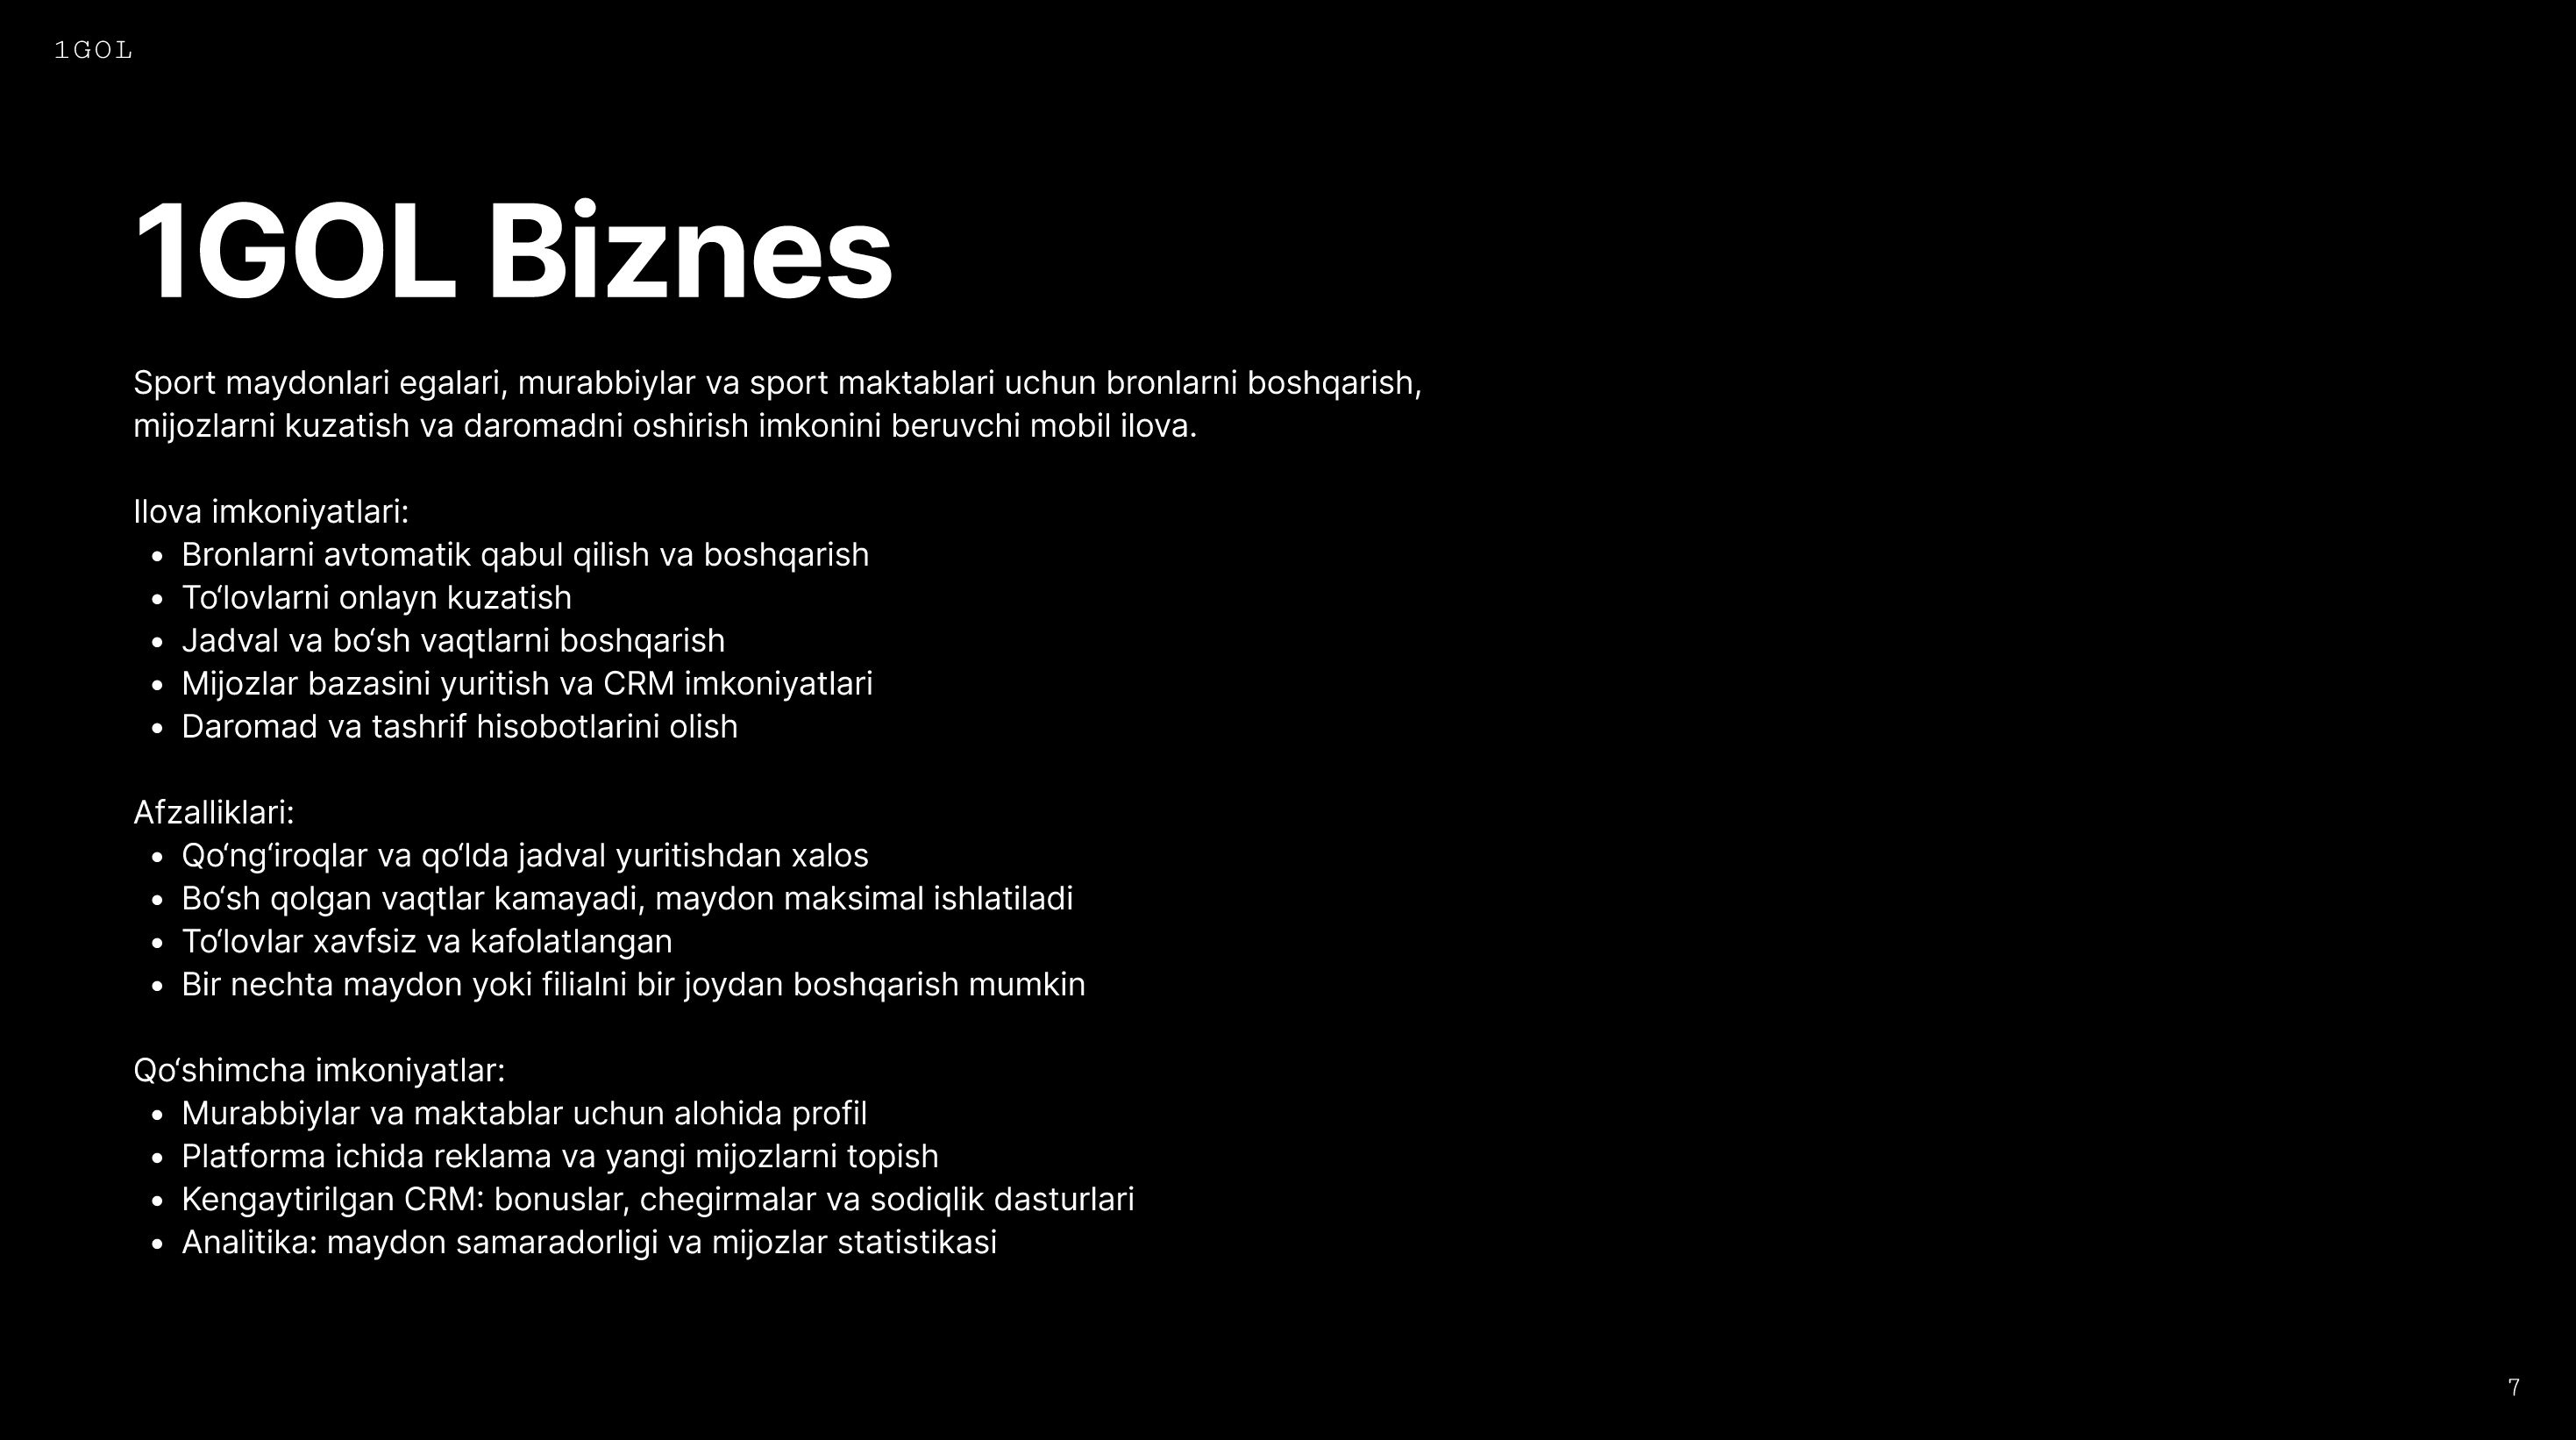 1GOL
1GOL Biznes
Sport maydonlari egalari, murabbiylar va sport maktablari uchun bronlarni boshqarish,
mijozlarni kuzatish va daromadni oshirish imkonini beruvchi mobil ilova.
Ilova imkoniyatlari:
• Bronlarni avtomatik qabul qilish va boshqarish
• To‘lovlarni onlayn kuzatish
• Jadval va bo‘sh vaqtlarni boshqarish
• Mijozlar bazasini yuritish va CRM imkoniyatlari
• Daromad va tashrif hisobotlarini olish
Afzalliklari:
• Qo‘ng‘iroqlar va qo‘lda jadval yuritishdan xalos
• Bo‘sh qolgan vaqtlar kamayadi, maydon maksimal ishlatiladi
• To‘lovlar xavfsiz va kafolatlangan
• Bir nechta maydon yoki filialni bir joydan boshqarish mumkin
Qo‘shimcha imkoniyatlar:
• Murabbiylar va maktablar uchun alohida profil
• Platforma ichida reklama va yangi mijozlarni topish
• Kengaytirilgan CRM: bonuslar, chegirmalar va sodiqlik dasturlari
• Analitika: maydon samaradorligi va mijozlar statistikasi
7